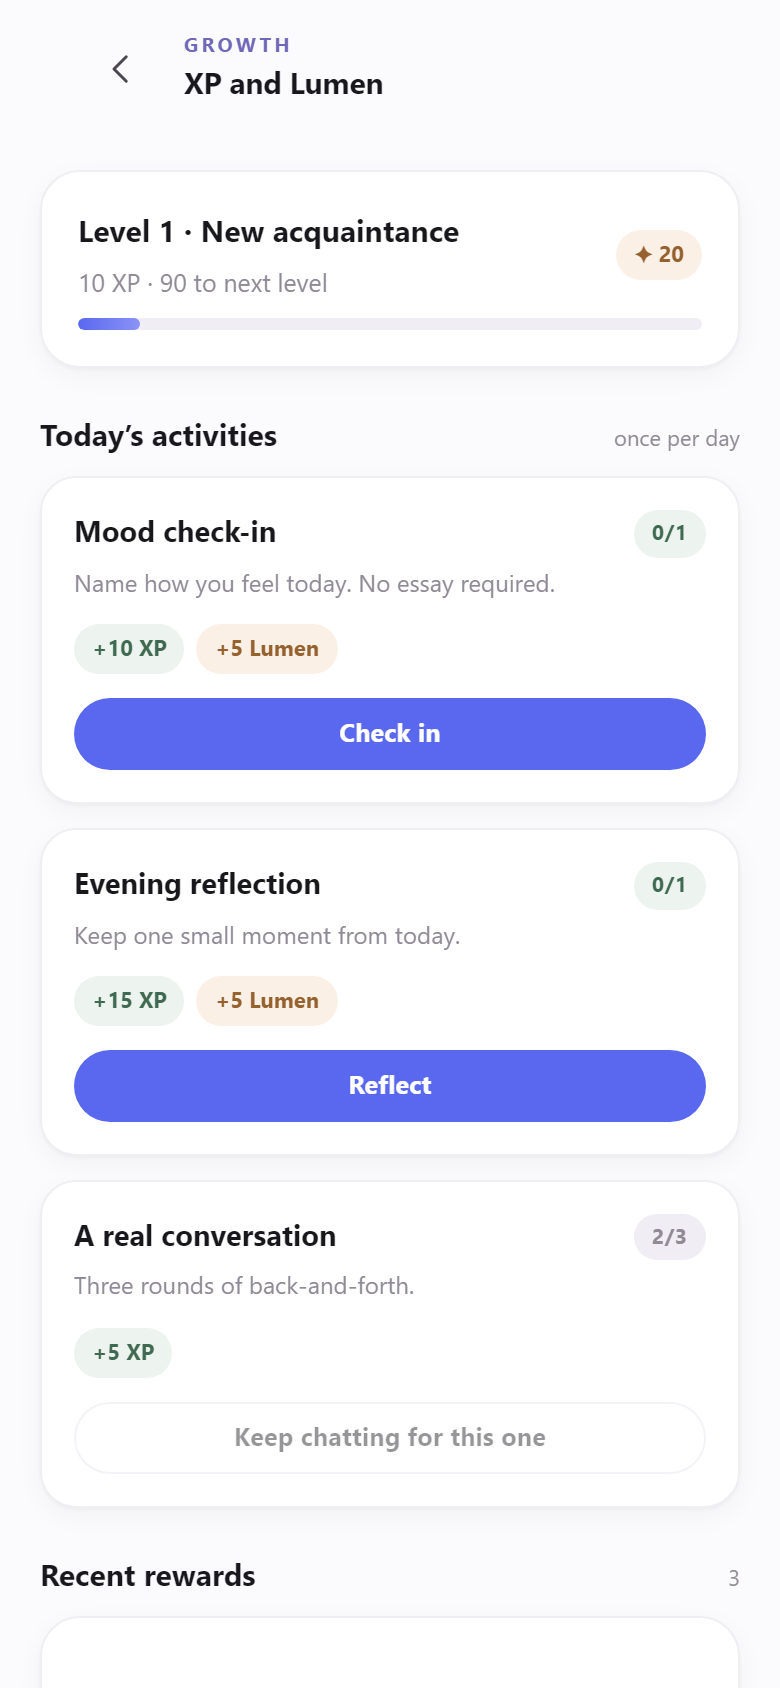 GROWTH
XP and Lumen
Level 1 · New acquaintance
✦ 20
10 XP · 90 to next level
Today’s activities
once per day
Mood check-in
0/1
Name how you feel today. No essay required.
+10 XP
+5 Lumen
Check in
Evening reflection
0/1
Keep one small moment from today.
+15 XP
+5 Lumen
Reflect
A real conversation
2/3
Three rounds of back-and-forth.
+5 XP
Keep chatting for this one
Recent rewards
3